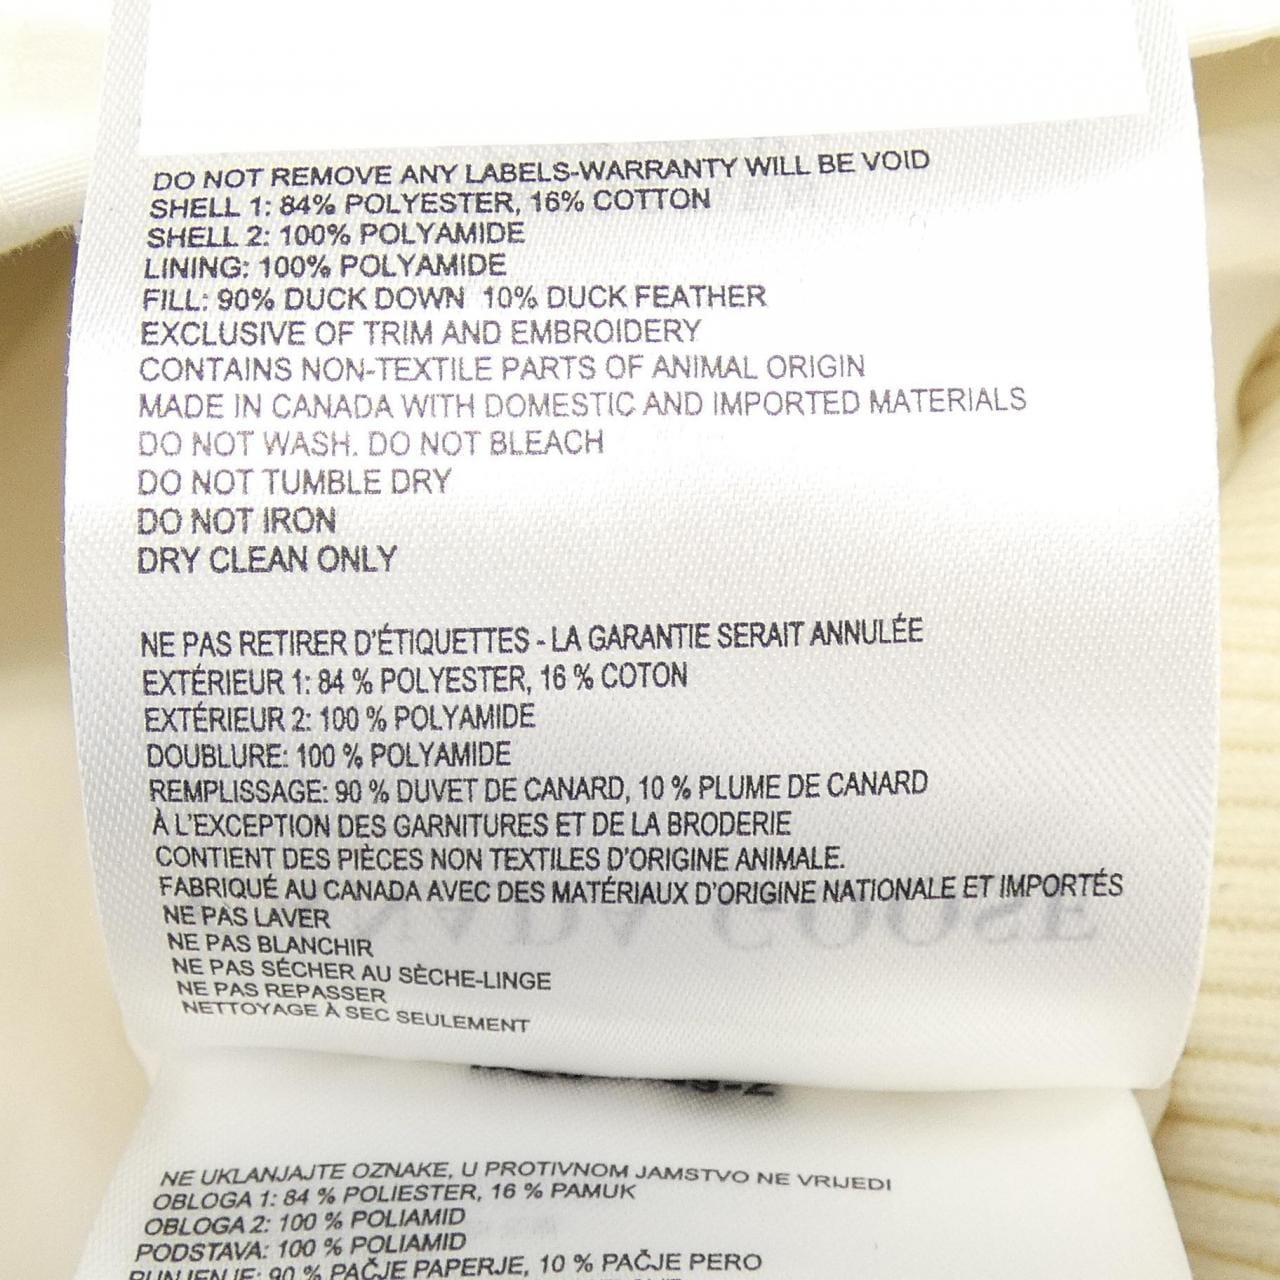 DO NOT REMOVE ANY LABELS-WARRANTY WILL BE VOID
SHELL 1: 84% POLYESTER, 16% COTTON
SHELL 2: 100% POLYAMIDE
LINING: 100% POLYAMIDE
FILL: 90% DUCK DOWN 10% DUCK FEATHER
EXCLUSIVE OF TRIM AND EMBROIDERY
CONTAINS NON-TEXTILE PARTS OF ANIMAL ORIGIN
MADE IN CANADA WITH DOMESTIC AND IMPORTED MATERIALS
DO NOT WASH. DO NOT BLEACH
DO NOT TUMBLE DRY
DO NOT IRON
DRY CLEAN ONLY
NE PAS RETIRER D'ÉTIQUETTES - LA GARANTIE SERAIT ANNULÉE
EXTÉRIEUR 1: 84 % POLYESTER, 16 % COTON
EXTÉRIEUR 2: 100 % POLYAMIDE
DOUBLURE: 100 % POLYAMIDE
REMPLISSAGE: 90 % DUVET DE CANARD, 10 % PLUME DE CANARD
À L'EXCEPTION DES GARNITURES ET DE LA BRODERIE
CONTIENT DES PIÈCES NON TEXTILES D'ORIGINE ANIMALE.
FABRIQUÉ AU CANADA AVEC DES MATÉRIAUX D'ORIGINE NATIONALE ET IMPORTÉS
NE PAS LAVER
NE PAS BLANCHIR
NE PAS SÉCHER AU SÈCHE-LINGE
NE PAS REPASSER
NETTOYAGE À SEC SEULEMENT
NE UKLANJAJTE OZNAKE, U PROTIVNOM JAMSTVO NE VRIJEDI
OBLOGA 1: 84 % POLIESTER, 16 % PAMUK
OBLOGA 2: 100 % POLIAMID
PODSTAVA: 100 % POLIAMID
PUNJENJE: 90 % PAČJE PAPERJE, 10 % PAČJE PERO